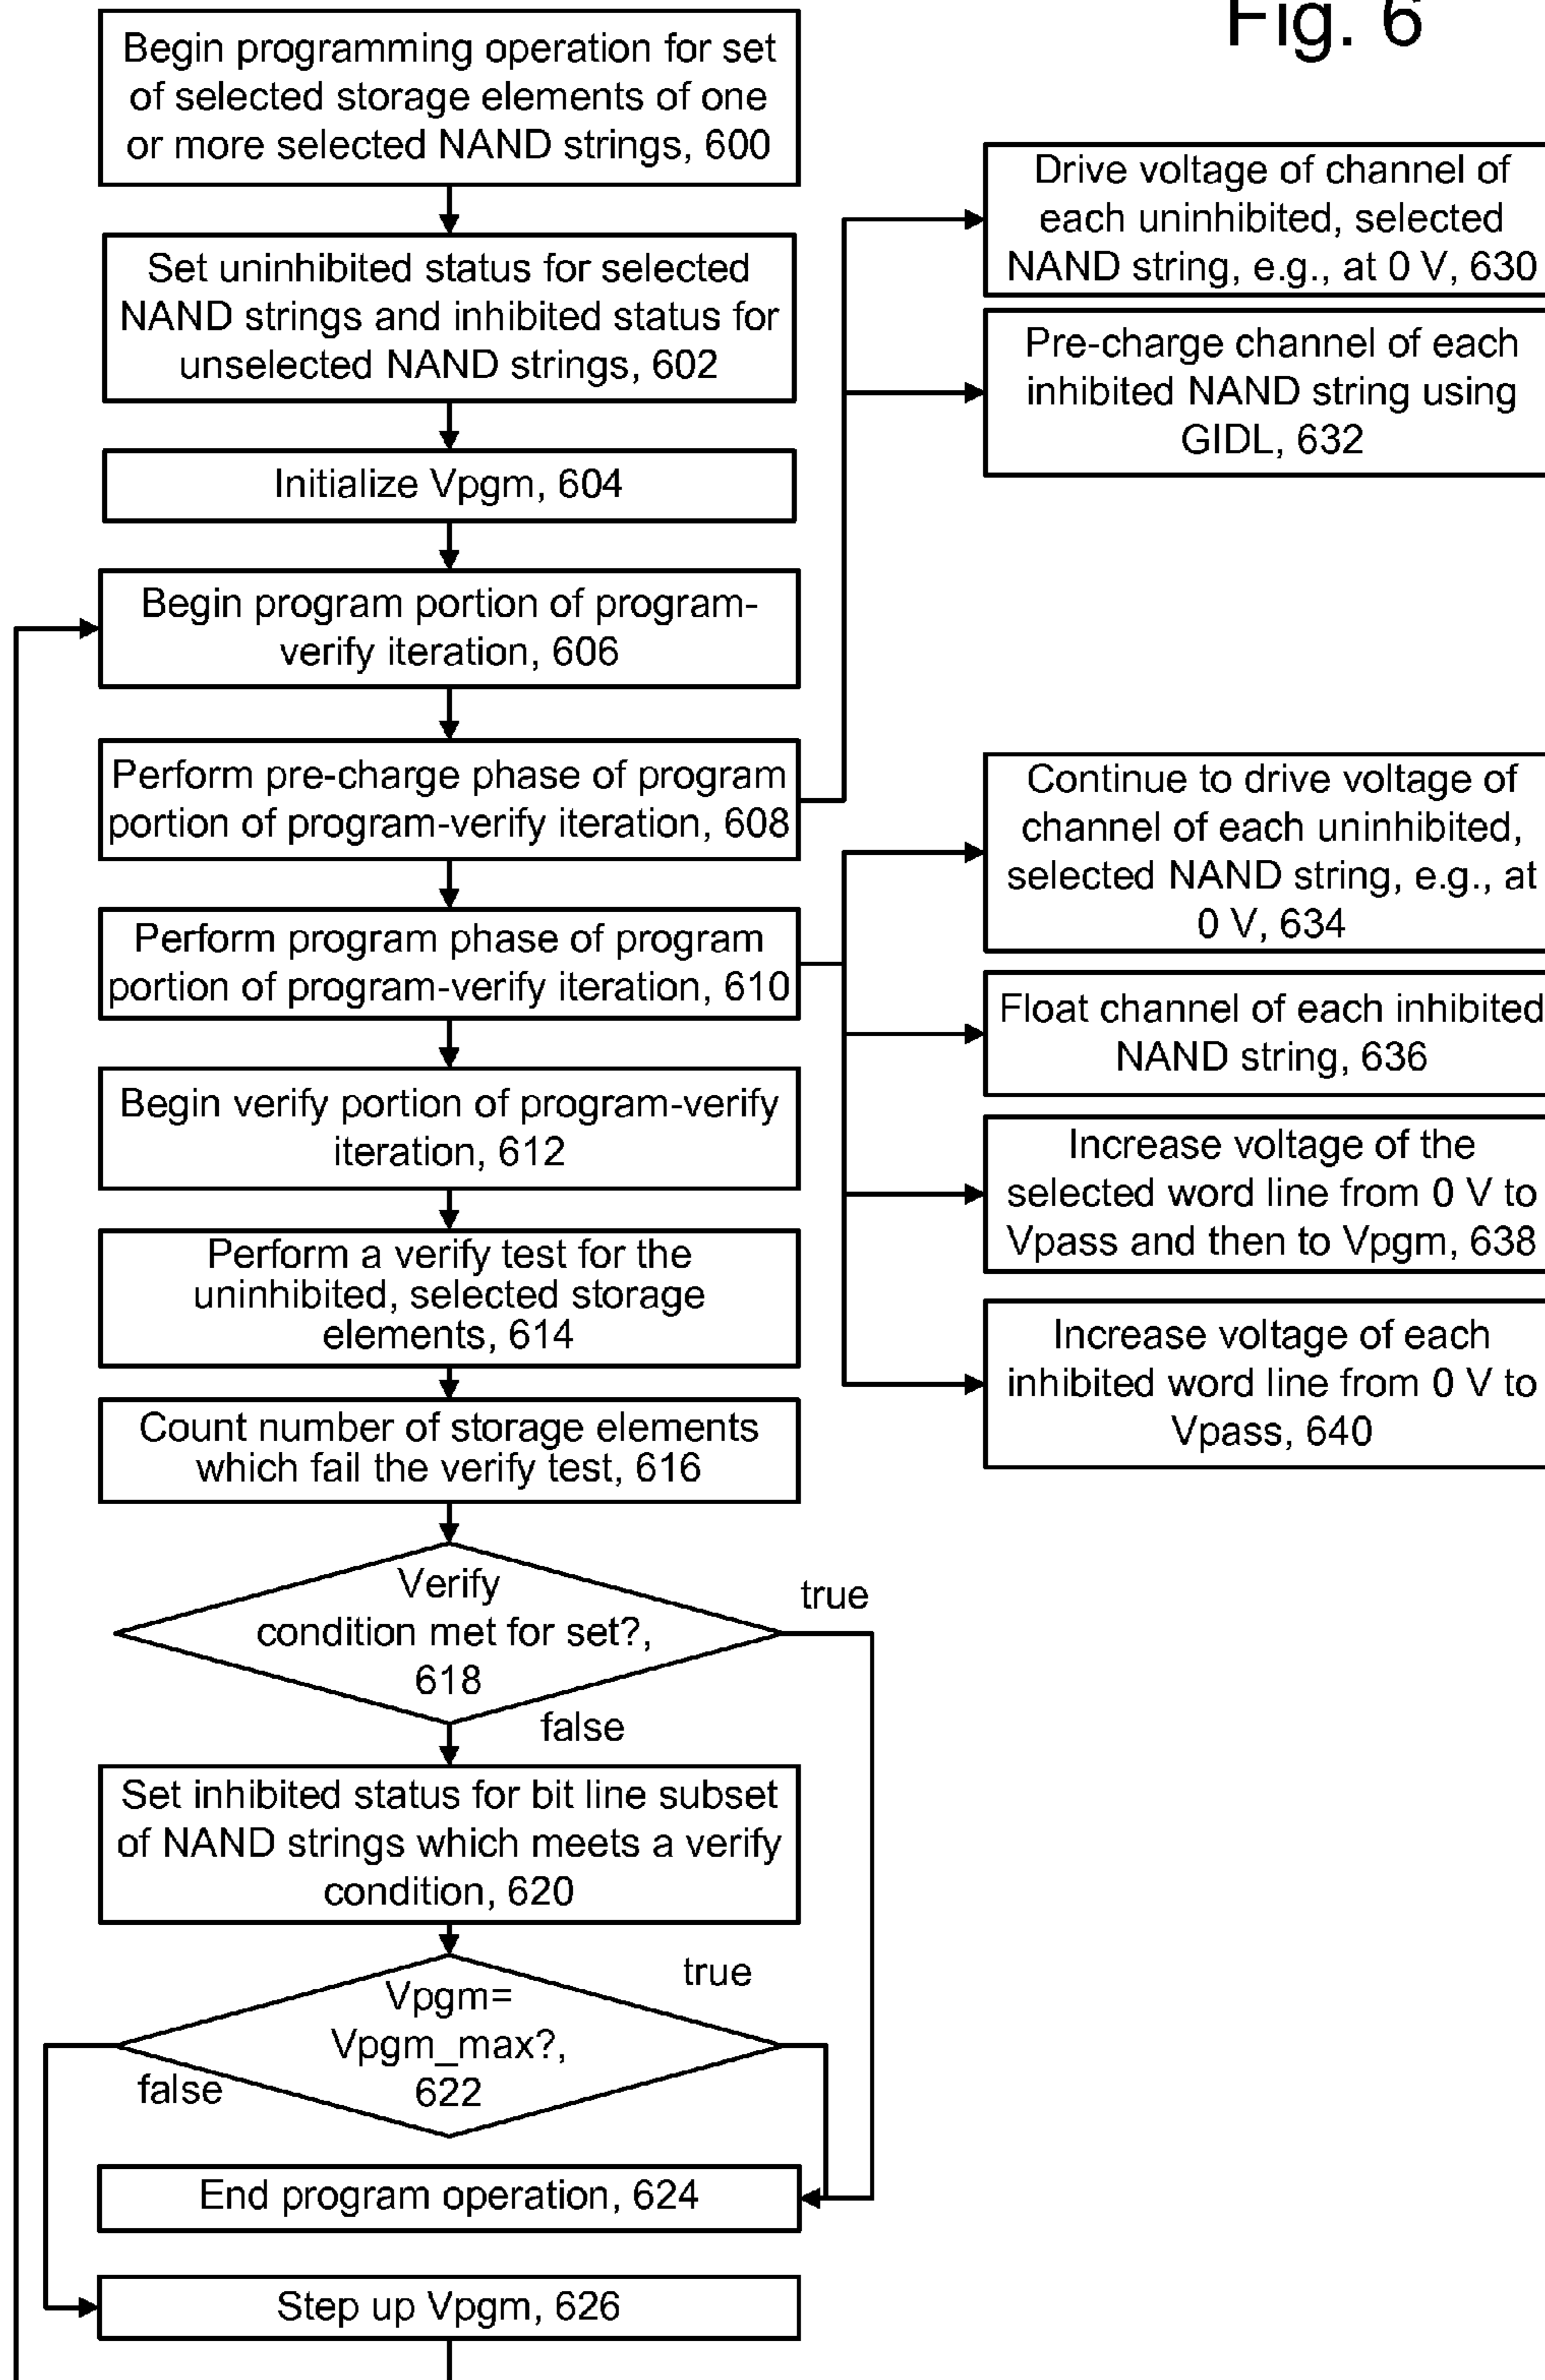 Fig. 6
Begin programming operation for set
of selected storage elements of one
or more selected NAND strings, 600
Set uninhibited status for selected
NAND strings and inhibited status for
unselected NAND strings, 602
Initialize Vpgm, 604
Begin program portion of program-
verify iteration, 606
Perform pre-charge phase of program
portion of program-verify iteration, 608
Perform program phase of program
portion of program-verify iteration, 610
Begin verify portion of program-verify
iteration, 612
Perform a verify test for the
uninhibited, selected storage
elements, 614
Count number of storage elements
which fail the verify test, 616
Verify
condition met for set?,
618
true
false
Set inhibited status for bit line subset
of NAND strings which meets a verify
condition, 620
Vpgm=
Vpgm_max?,
622
true
false
End program operation, 624
Step up Vpgm, 626
Drive voltage of channel of
each uninhibited, selected
NAND string, e.g., at 0 V, 630
Pre-charge channel of each
inhibited NAND string using
GIDL, 632
Continue to drive voltage of
channel of each uninhibited,
selected NAND string, e.g., at
0 V, 634
Float channel of each inhibited
NAND string, 636
Increase voltage of the
selected word line from 0 V to
Vpass and then to Vpgm, 638
Increase voltage of each
inhibited word line from 0 V to
Vpass, 640